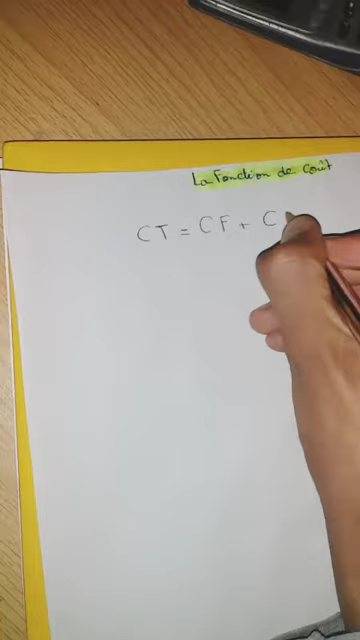 La Fonction de Coût
CT = CF + C